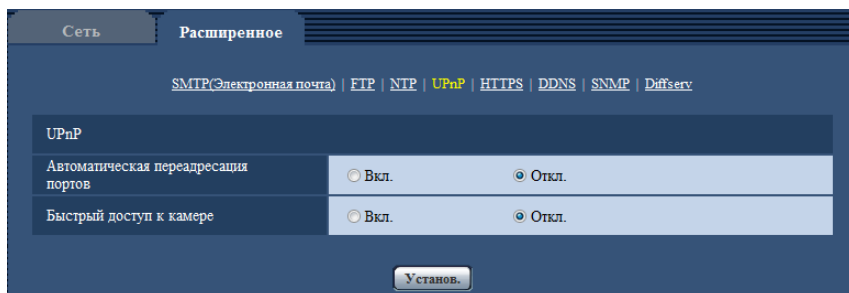 Сеть Расширенное
SMTP(Электронная почта) | FTP | NTP | UPnP | HTTPS | DDNS | SNMP | Diffserv
UPnP
Автоматическая переадресация
портов
Вкл. Откл.
Быстрый доступ к камере Вкл. Откл.
Установ.